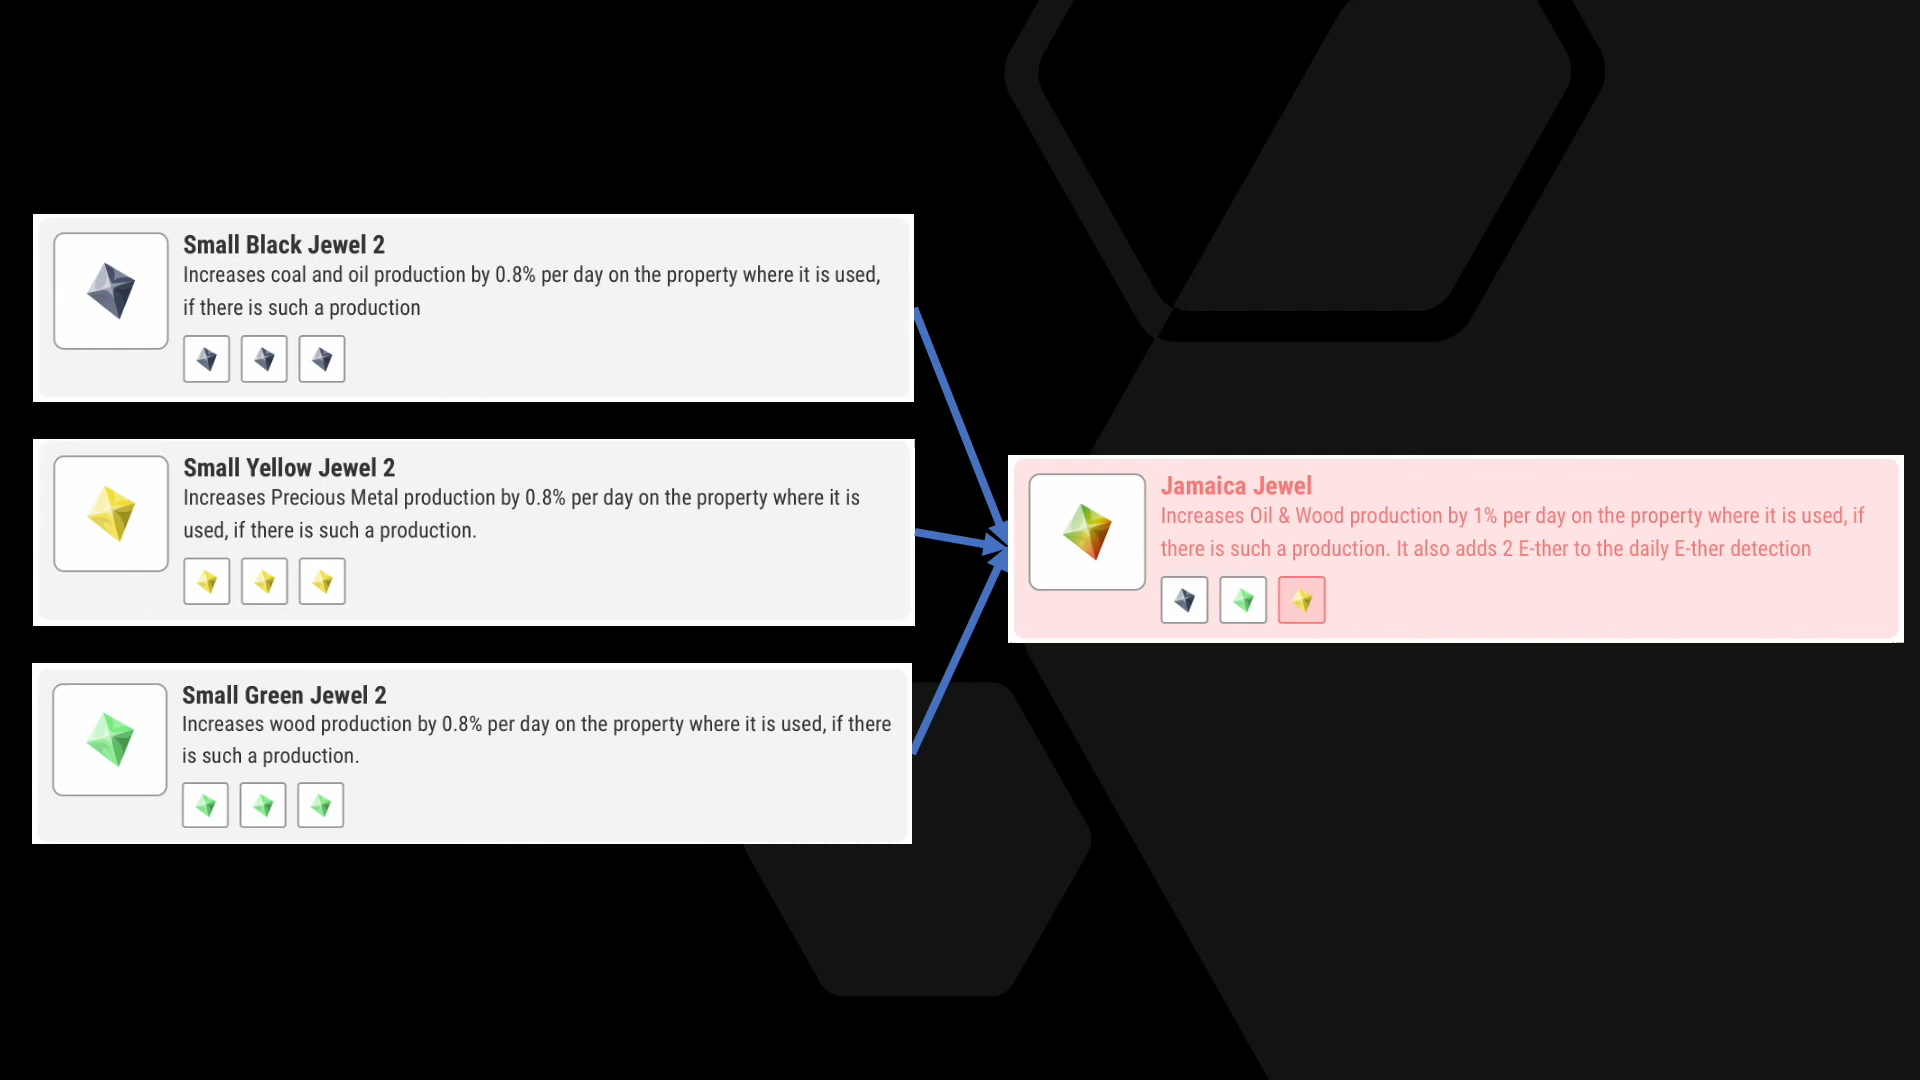 Small Black Jewel 2
Increases coal and oil production by 0.8% per day on the property where it is used,
if there is such a production
Small Yellow Jewel 2
Increases Precious Metal production by 0.8% per day on the property where it is
used, if there is such a production.
Small Green Jewel 2
Increases wood production by 0.8% per day on the property where it is used, if there
is such a production.
Jamaica Jewel
Increases Oil & Wood production by 1% per day on the property where it is used, if
there is such a production. It also adds 2 E-ther to the daily E-ther detection